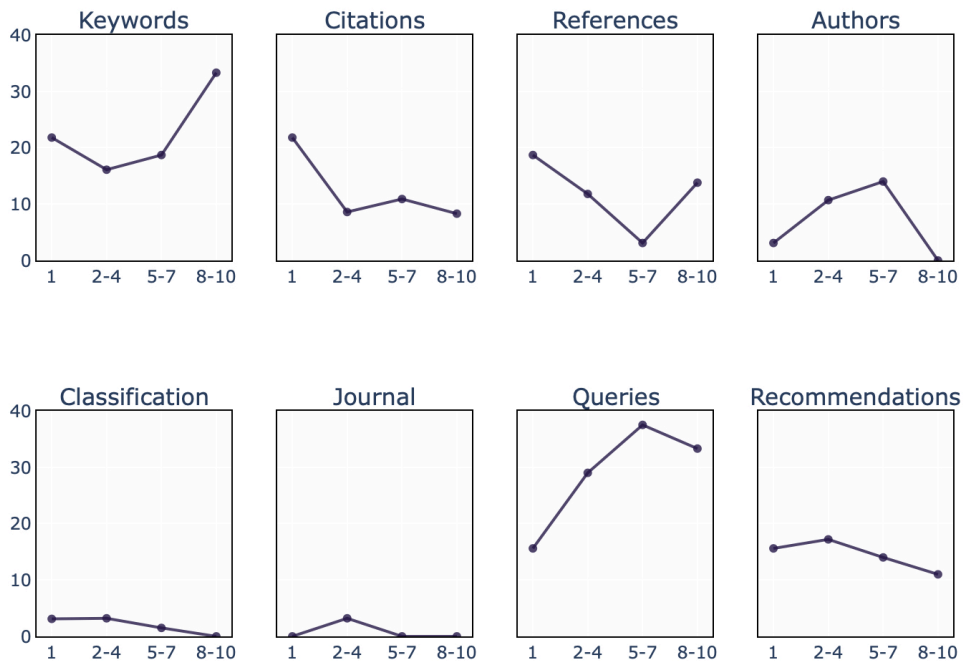 Keywords Citations References Authors
40
30
20
10
0
1 2-4 5-7 8-10 1 2-4 5-7 8-10 1 2-4 5-7 8-10 1 2-4 5-7 8-10
Classification Journal Queries Recommendations
40
30
20
10
0
1 2-4 5-7 8-10 1 2-4 5-7 8-10 1 2-4 5-7 8-10 1 2-4 5-7 8-10